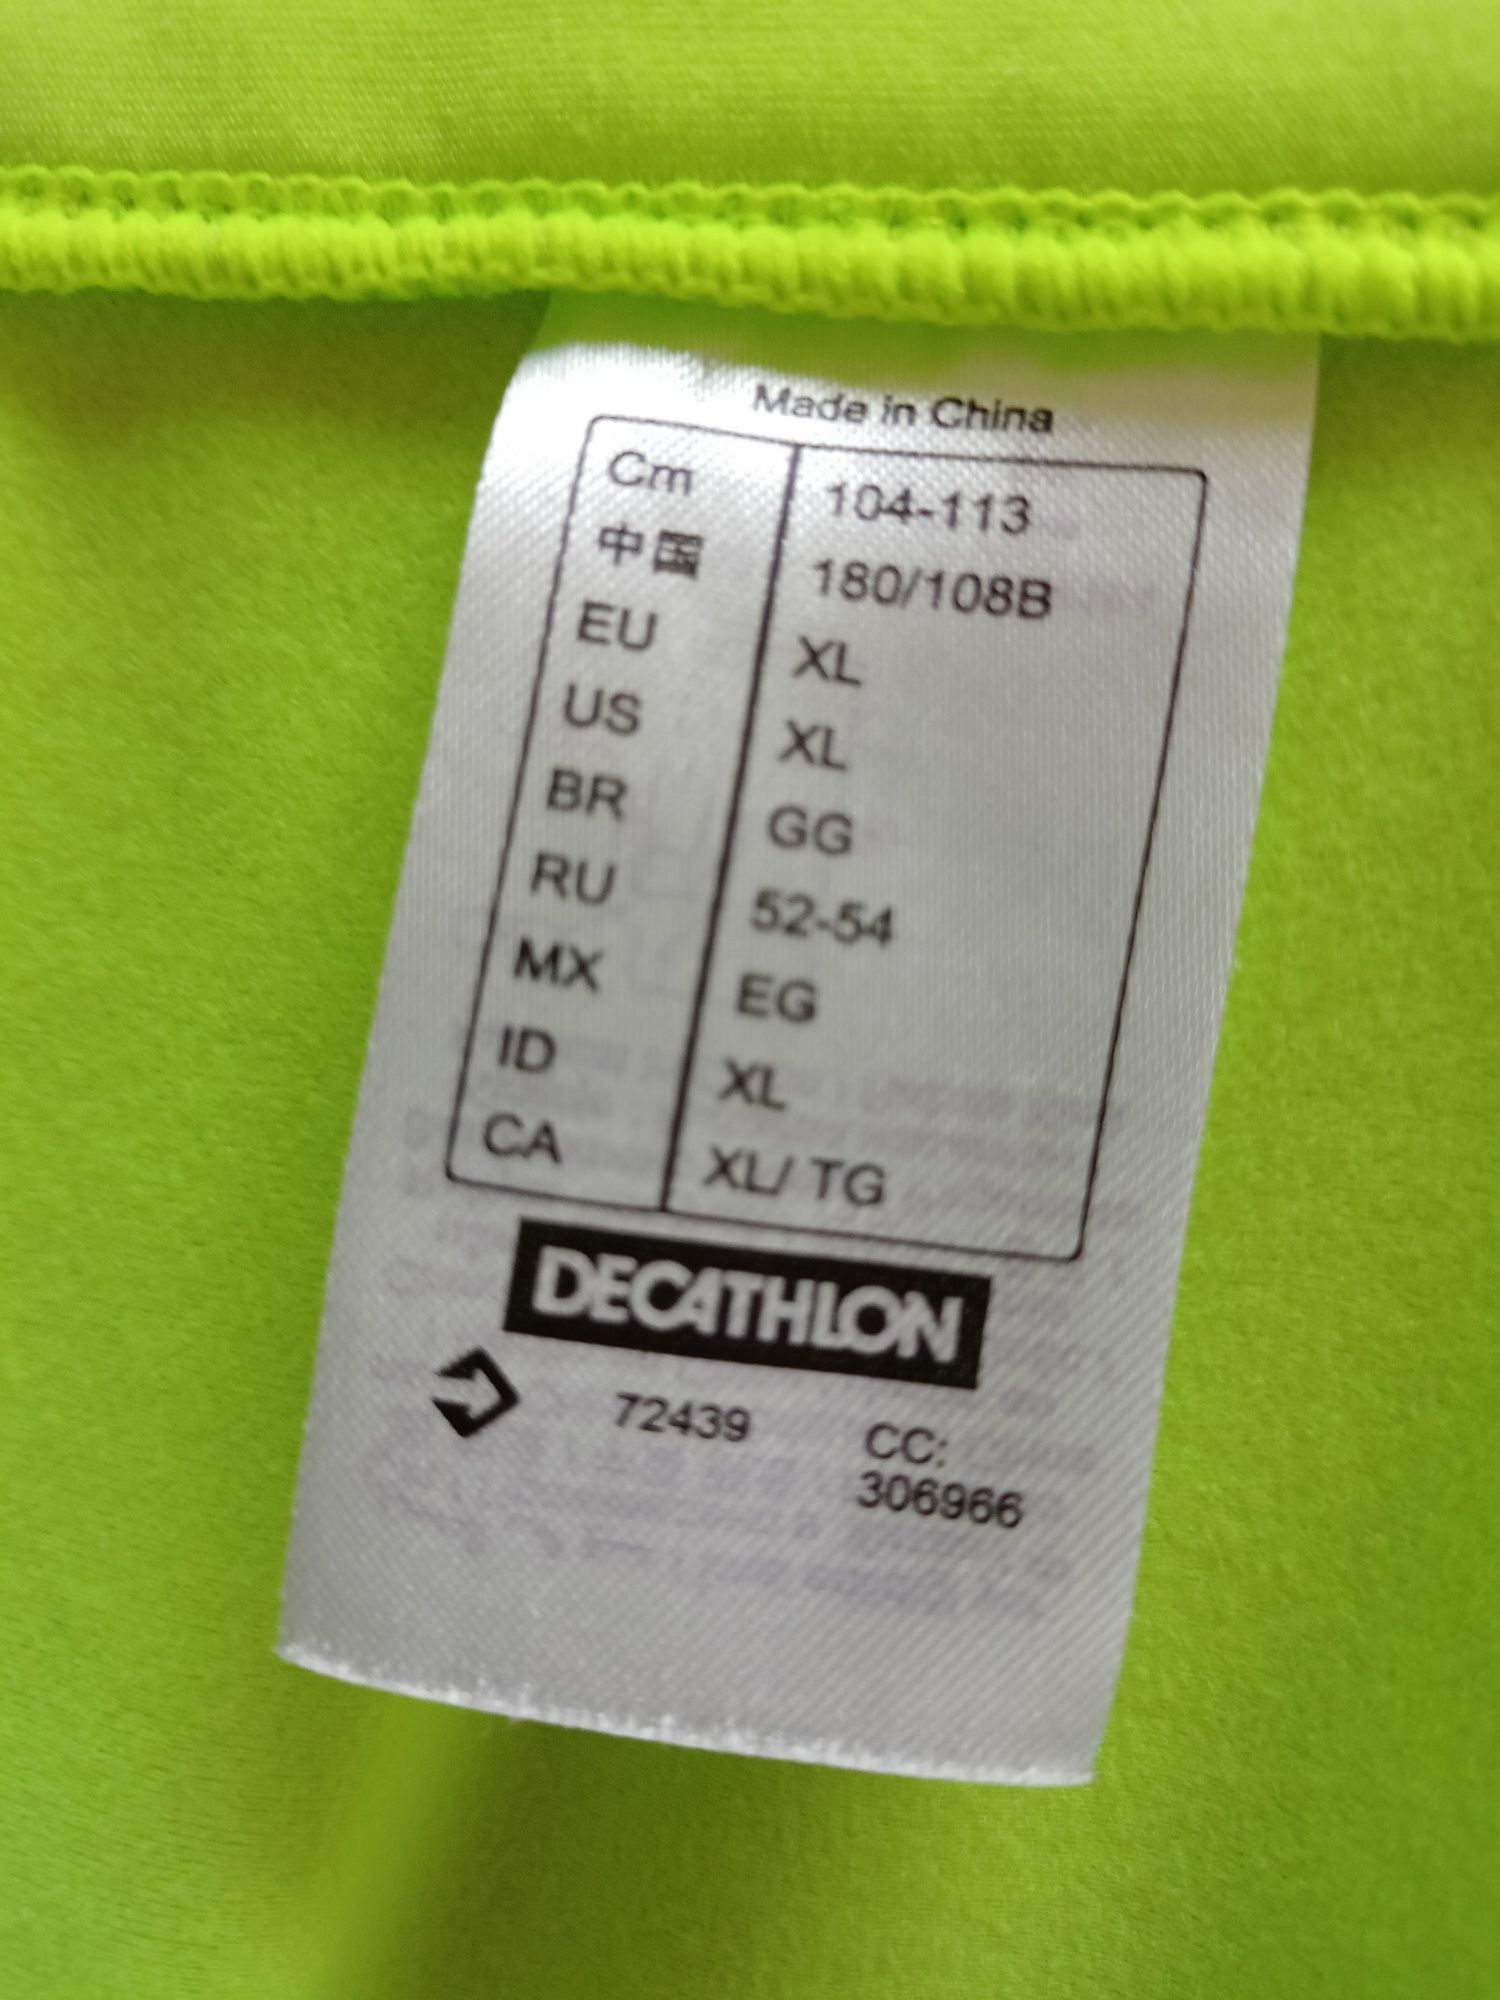 Made in China
Cm 104-113
中国 180/108B
EU XL
US XL
BR GG
RU 52-54
MX EG
ID XL
CA XL/ TG
DECATHLON
72439 CC:
306966